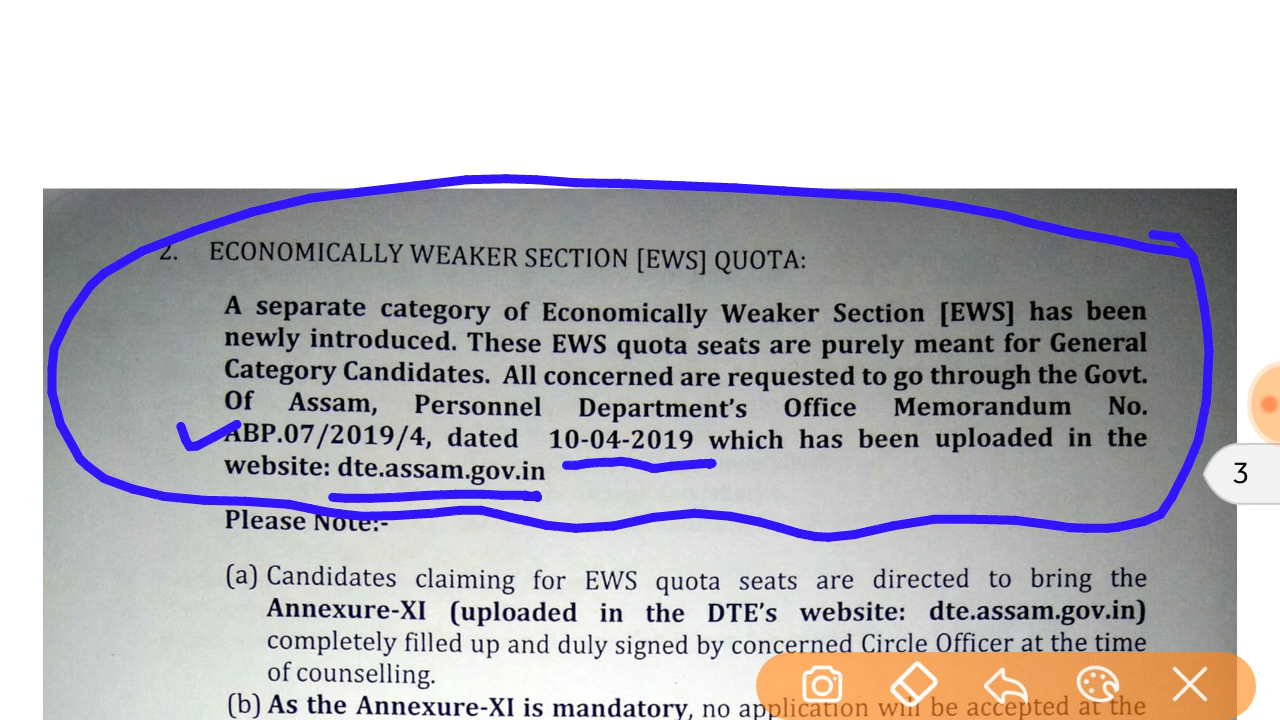 2. ECONOMICALLY WEAKER SECTION [EWS] QUOTA:
A separate category of Economically Weaker Section [EWS] has been
newly introduced. These EWS quota seats are purely meant for General
Category Candidates. All concerned are requested to go through the Govt.
Of Assam, Personnel Department's Office Memorandum No.
ABP.07/2019/4, dated 10-04-2019 which has been uploaded in the
website: dte.assam.gov.in
3
Please Note:-
(a) Candidates claiming for EWS quota seats are directed to bring the
Annexure-XI (uploaded in the DTE's website: dte.assam.gov.in)
completely filled up and duly signed by concerned Circle Officer at the time
of counselling.
(b) As the Annexure-XI is mandatory, no application will be accepted at the